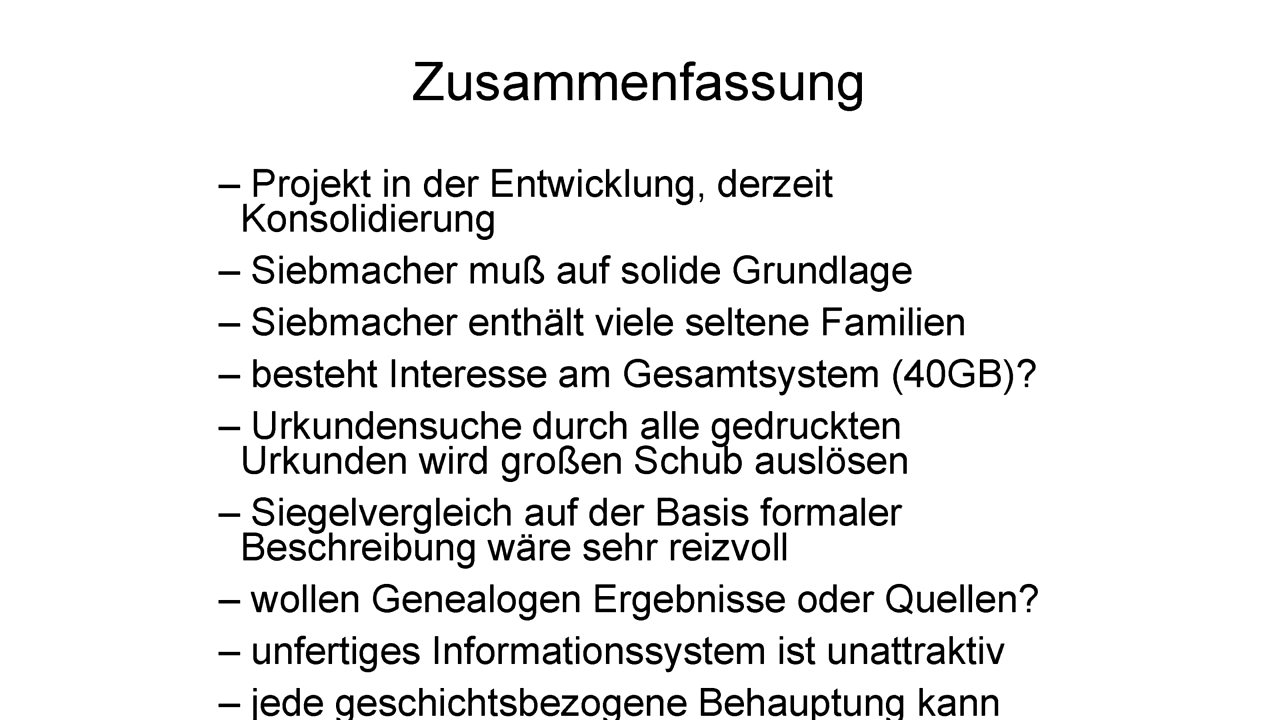 Zusammenfassung
– Projekt in der Entwicklung, derzeit
Konsolidierung
– Siebmacher muß auf solide Grundlage
– Siebmacher enthält viele seltene Familien
– besteht Interesse am Gesamtsystem (40GB)?
– Urkundensuche durch alle gedruckten
Urkunden wird großen Schub auslösen
– Siegelvergleich auf der Basis formaler
Beschreibung wäre sehr reizvoll
– wollen Genealogen Ergebnisse oder Quellen?
– unfertiges Informationssystem ist unattraktiv
– jede geschichtsbezogene Behauptung kann